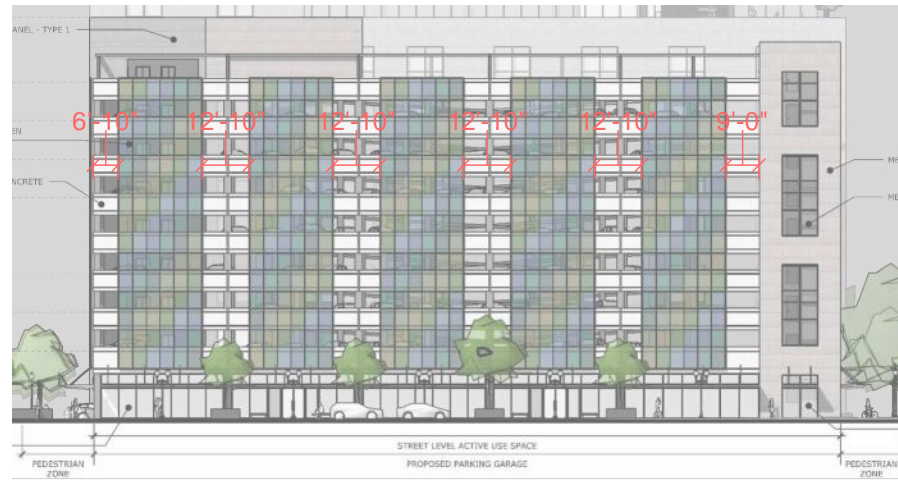 ANEL - TYPE 1
6'-10" 12'-10" 12'-10" 12'-10" 12'-10" 9'-0"
EN
ME
NCRETE
ME
STREET LEVEL ACTIVE USE SPACE
PEDESTRIAN ZONE
PROPOSED PARKING GARAGE
PEDESTRIAN ZONE